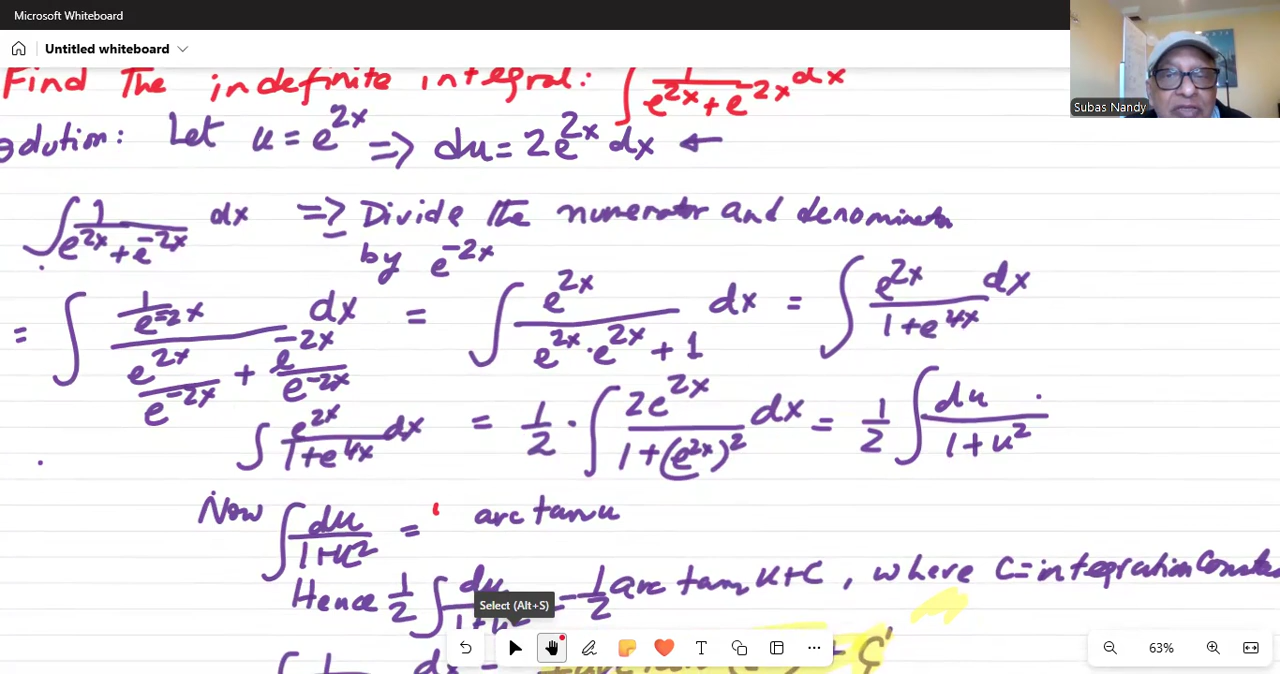 Microsoft Whiteboard
Untitled whiteboard
Subas Nandy
Find The indefinite integral: ∫ 1/(e^2x + e^-2x) dx
Solution: Let u = e^2x => du = 2e^2x dx ←
∫ 1/(e^2x + e^-2x) dx => Divide the numerator and denominator
by e^-2x
= ∫ (1/e^-2x)/(e^2x/e^-2x + e^-2x/e^-2x) dx = ∫ e^2x/(e^2x · e^2x + 1) dx = ∫ e^2x/(1+e^4x) dx
∫ e^2x/(1+e^4x) dx = 1/2 · ∫ 2e^2x/(1+(e^2x)^2) dx = 1/2 ∫ du/(1+u^2)
Now ∫ du/(1+u^2) = arctanu
Hence 1/2 ∫ du/(1+u^2) = 1/2 arc tan u+C, where C=integration
Select (Alt+S)
63%